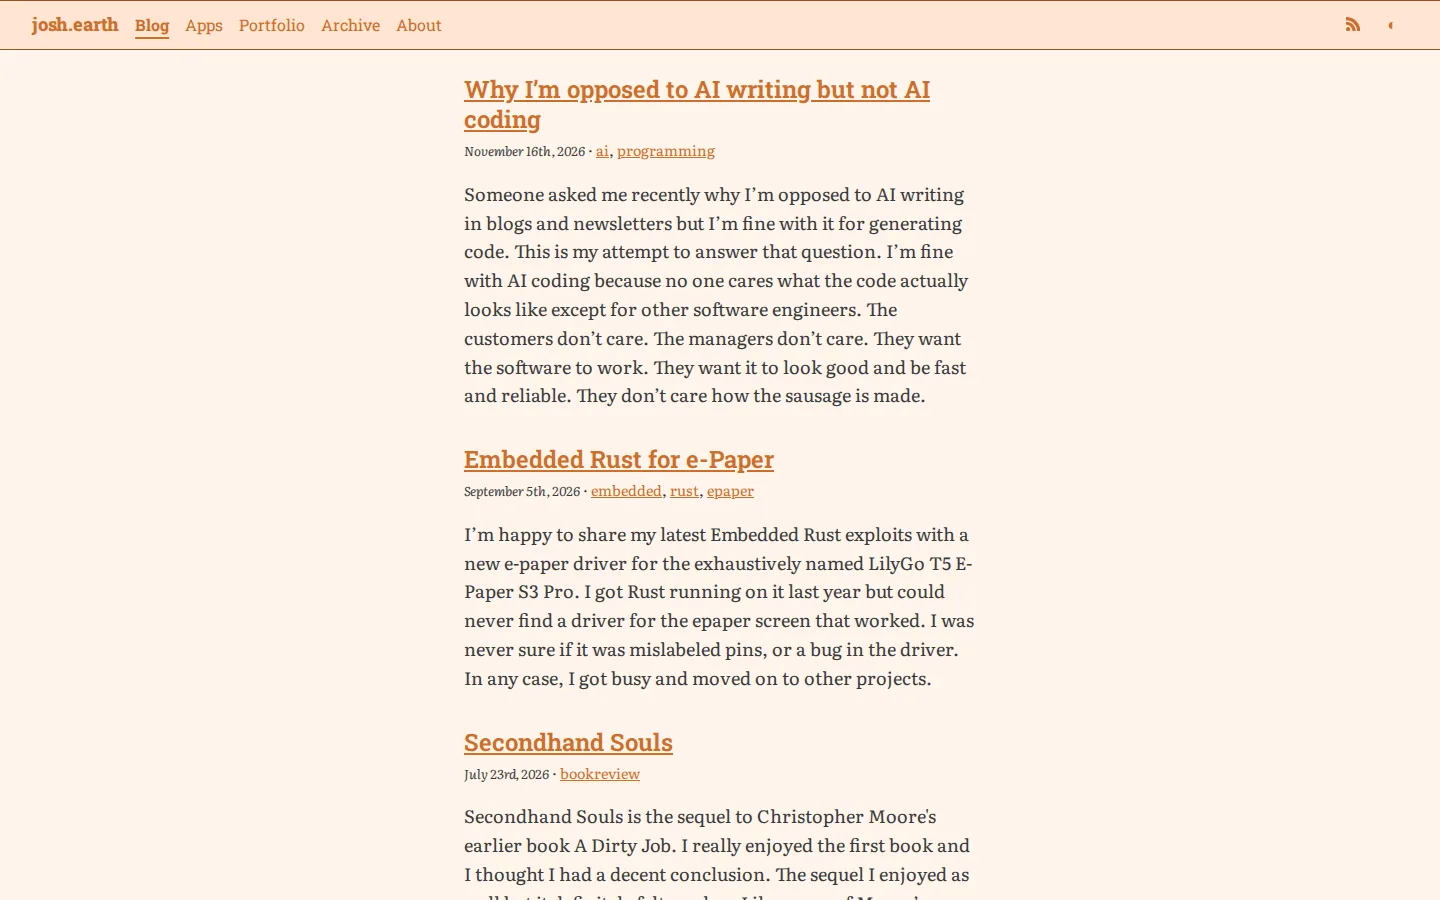 josh.earth Blog Apps Portfolio Archive About
Why I’m opposed to AI writing but not AI
coding
November 16th, 2026 · ai, programming
Someone asked me recently why I’m opposed to AI writing
in blogs and newsletters but I’m fine with it for generating
code. This is my attempt to answer that question. I’m fine
with AI coding because no one cares what the code actually
looks like except for other software engineers. The
customers don’t care. The managers don’t care. They want
the software to work. They want it to look good and be fast
and reliable. They don’t care how the sausage is made.
Embedded Rust for e-Paper
September 5th, 2026 · embedded, rust, epaper
I’m happy to share my latest Embedded Rust exploits with a
new e-paper driver for the exhaustively named LilyGo T5 E-
Paper S3 Pro. I got Rust running on it last year but could
never find a driver for the epaper screen that worked. I was
never sure if it was mislabeled pins, or a bug in the driver.
In any case, I got busy and moved on to other projects.
Secondhand Souls
July 23rd, 2026 · bookreview
Secondhand Souls is the sequel to Christopher Moore's
earlier book A Dirty Job. I really enjoyed the first book and
I thought I had a decent conclusion. The sequel I enjoyed as